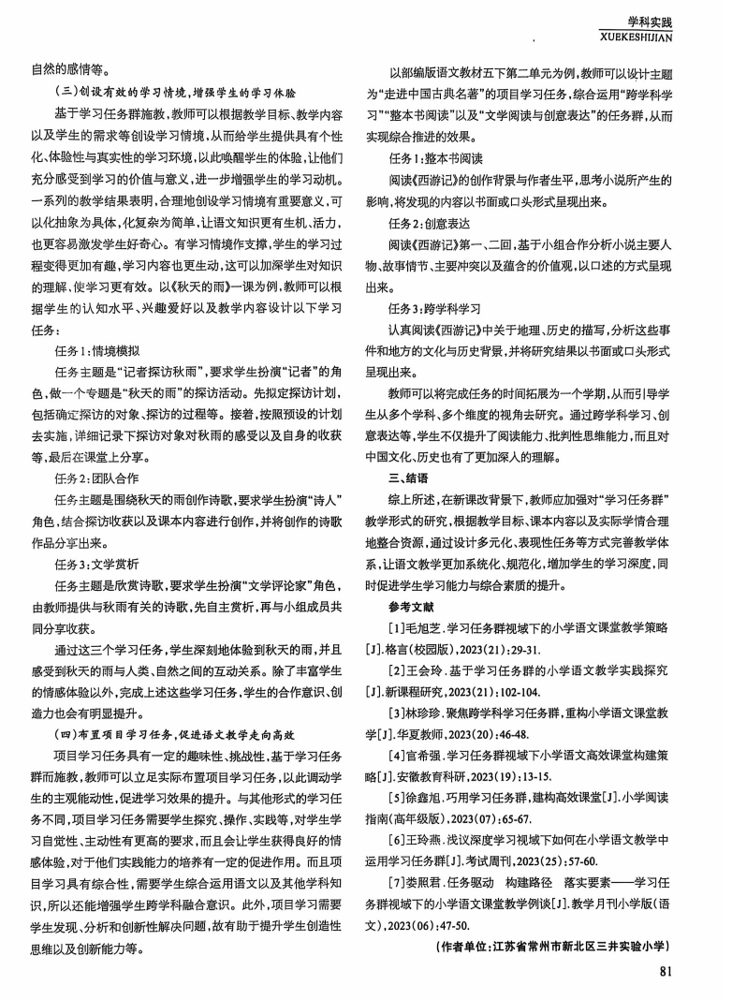 学科实践
XUEKESHIJIAN
自然的感情等。
(三)创设有效的学习情境,增强学生的学习体验
基于学习任务群施教,教师可以根据教学目标、教学内容
以及学生的需求等创设学习情境,从而给学生提供具有个性
化、体验性与真实性的学习环境,以此唤醒学生的体验,让他们
充分感受到学习的价值与意义,进一步增强学生的学习动机。
一系列的教学结果表明,合理地创设学习情境有重要意义,可
以化抽象为具体,化复杂为简单,让语文知识更有生机、活力,
也更容易激发学生好奇心。有学习情境作支撑,学生的学习过
程变得更加有趣,学习内容也更生动,这可以加深学生对知识
的理解、使学习更有效。以《秋天的雨》一课为例,教师可以根
据学生的认知水平、兴趣爱好以及教学内容设计以下学习
任务:
任务1:情境模拟
任务主题是“记者探访秋雨”,要求学生扮演“记者”的角
色,做一个专题是“秋天的雨”的探访活动。先拟定探访计划,
包括确定探访的对象、探访的过程等。接着,按照预设的计划
去实施,详细记录下探访对象对秋雨的感受以及自身的收获
等,最后在课堂上分享。
任务2:团队合作
任务主题是围绕秋天的雨创作诗歌,要求学生扮演“诗人”
角色,结合探访收获以及课本内容进行创作,并将创作的诗歌
作品分享出来。
任务3:文学赏析
任务主题是欣赏诗歌,要求学生扮演“文学评论家”角色,
由教师提供与秋雨有关的诗歌,先自主赏析,再与小组成员共
同分享收获。
通过这三个学习任务,学生深刻地体验到秋天的雨,并且
感受到秋天的雨与人类、自然之间的互动关系。除了丰富学生
的情感体验以外,完成上述这些学习任务,学生的合作意识、创
造力也会有明显提升。
(四)布置项目学习任务,促进语文教学走向高效
项目学习任务具有一定的趣味性、挑战性,基于学习任务
群而施教,教师可以立足实际布置项目学习任务,以此调动学
生的主观能动性,促进学习效果的提升。与其他形式的学习任
务不同,项目学习任务需要学生探究、操作、实践等,对学生学
习自觉性、主动性有更高的要求,而且会让学生获得良好的情
感体验,对于他们实践能力的培养有一定的促进作用。而且项
目学习具有综合性,需要学生综合运用语文以及其他学科知
识,所以还能增强学生跨学科融合意识。此外,项目学习需要
学生发现、分析和创新性解决问题,故有助于提升学生创造性
思维以及创新能力等。
以部编版语文教材五下第二单元为例,教师可以设计主题
为“走进中国古典名著”的项目学习任务,综合运用“跨学科学
习”“整本书阅读”以及“文学阅读与创意表达”的任务群,从而
实现综合推进的效果。
任务1:整本书阅读
阅读《西游记》的创作背景与作者生平,思考小说所产生的
影响,将发现的内容以书面或口头形式呈现出来。
任务2:创意表达
阅读《西游记》第一、二回,基于小组合作分析小说主要人
物、故事情节、主要冲突以及蕴含的价值观,以口述的方式呈现
出来。
任务3:跨学科学习
认真阅读《西游记》中关于地理、历史的描写,分析这些事
件和地方的文化与历史背景,并将研究结果以书面或口头形式
呈现出来。
教师可以将完成任务的时间拓展为一个学期,从而引导学
生从多个学科、多个维度的视角去研究。通过跨学科学习、创
意表达等,学生不仅提升了阅读能力、批判性思维能力,而且对
中国文化、历史也有了更加深入的理解。
三、结语
综上所述,在新课改背景下,教师应加强对“学习任务群”
教学形式的研究,根据教学目标、课本内容以及实际学情合理
地整合资源,通过设计多元化、表现性任务等方式完善教学体
系,让语文教学更加系统化、规范化,增加学生的学习深度,同
时促进学生学习能力与综合素质的提升。
参考文献
[1]毛旭芝.学习任务群视域下的小学语文课堂教学策略
[J].格言(校园版),2023(21):29-31.
[2]王会玲.基于学习任务群的小学语文教学实践探究
[J].新课程研究,2023(21):102-104.
[3]林珍珍.聚焦跨学科学习任务群,重构小学语文课堂教
学[J].华夏教师,2023(20):46-48.
[4]官希强.学习任务群视域下小学语文高效课堂构建策
略[J].安徽教育科研,2023(19):13-15.
[5]徐鑫旭.巧用学习任务群,建构高效课堂[J].小学阅读
指南(高年级版),2023(07):65-67.
[6]王玲燕.浅议深度学习视域下如何在小学语文教学中
运用学习任务群[J].考试周刊,2023(25):57-60.
[7]娄照君.任务驱动 构建路径 落实要素——学习任
务群视域下的小学语文课堂教学例谈[J].教学月刊小学版(语
文),2023(06):47-50.
(作者单位:江苏省常州市新北区三井实验小学)
81